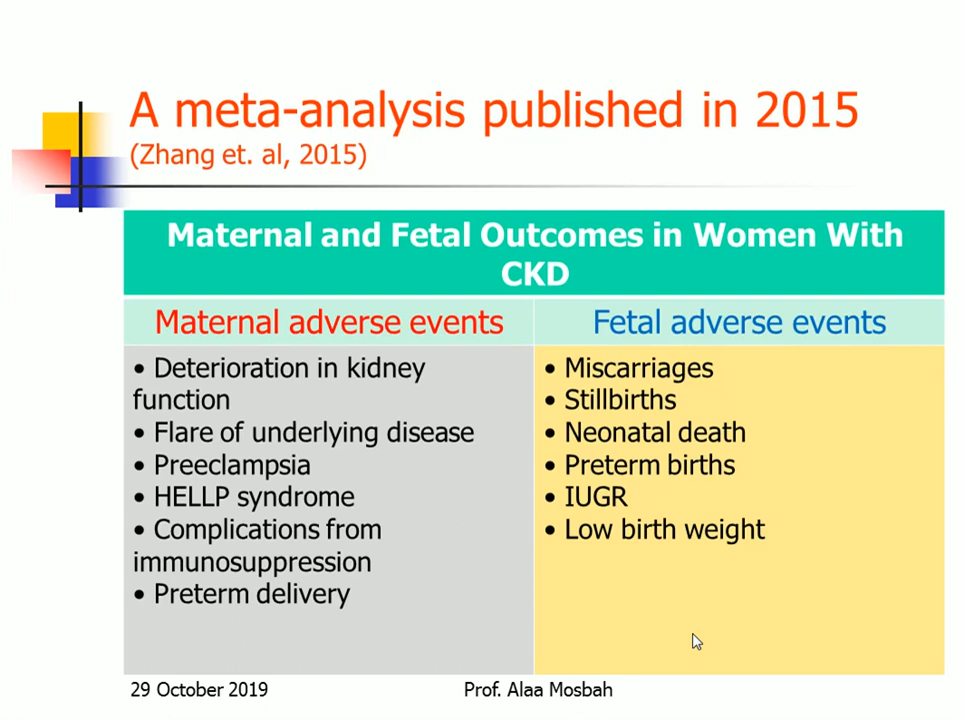 A meta-analysis published in 2015
(Zhang et. al, 2015)
Maternal and Fetal Outcomes in Women With
CKD
Maternal adverse events
Fetal adverse events
• Deterioration in kidney
function
• Flare of underlying disease
• Preeclampsia
• HELLP syndrome
• Complications from
immunosuppression
• Preterm delivery
• Miscarriages
• Stillbirths
• Neonatal death
• Preterm births
• IUGR
• Low birth weight
29 October 2019
Prof. Alaa Mosbah